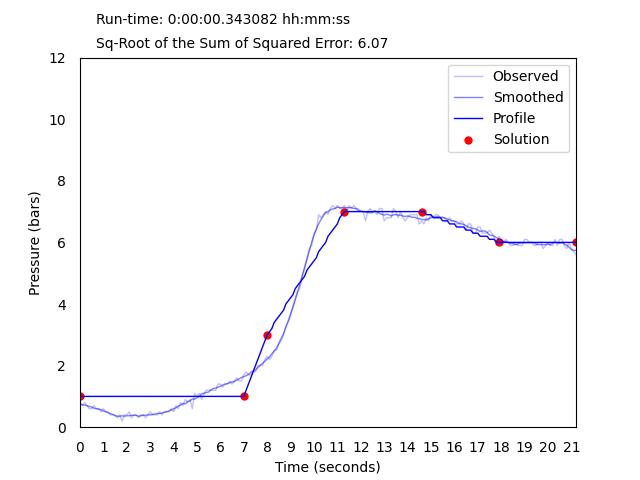 Run-time: 0:00:00.343082 hh:mm:ss
Sq-Root of the Sum of Squared Error: 6.07
Observed
Smoothed
Profile
Solution
Pressure (bars)
12
10
8
6
4
2
0
0 1 2 3 4 5 6 7 8 9 10 11 12 13 14 15 16 17 18 19 20 21
Time (seconds)